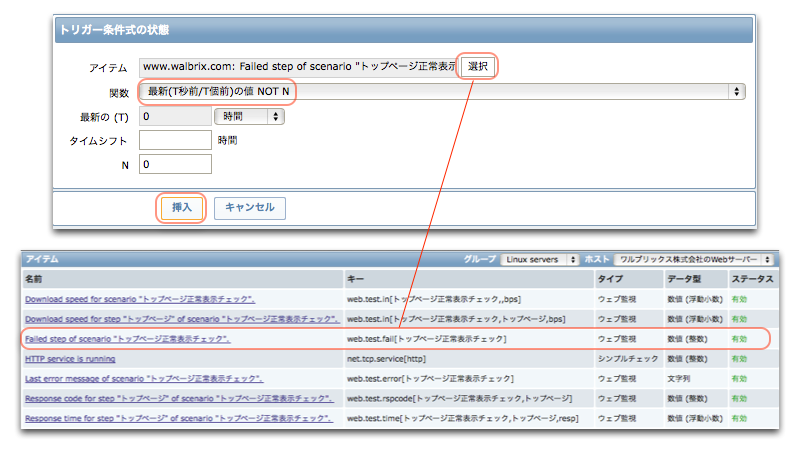 トリガー条件式の状態
アイテム www.walbrix.com: Failed step of scenario "トップページ正常表示 選択
関数 最新(T秒前/T個前)の値 NOT N
最新の (T) 0 時間
タイムシフト 時間
N 0
挿入 キャンセル
アイテム グループ Linux servers ホスト ワルブリックス株式会社のWebサーバー
名前 キー タイプ データ型 ステータス
Download speed for scenario "トップページ正常表示チェック". web.test.in[トップページ正常表示チェック,,bps] ウェブ監視 数値 (浮動小数) 有効
Download speed for step "トップページ" of scenario "トップページ正常表示チェック". web.test.in[トップページ正常表示チェック,トップページ,bps] ウェブ監視 数値 (浮動小数) 有効
Failed step of scenario "トップページ正常表示チェック". web.test.fail[トップページ正常表示チェック] ウェブ監視 数値 (整数) 有効
HTTP service is running net.tcp.service[http] シンプルチェック 数値 (整数) 有効
Last error message of scenario "トップページ正常表示チェック". web.test.error[トップページ正常表示チェック] ウェブ監視 文字列 有効
Response code for step "トップページ" of scenario "トップページ正常表示チェック". web.test.rspcode[トップページ正常表示チェック,トップページ] ウェブ監視 数値 (整数) 有効
Response time for step "トップページ" of scenario "トップページ正常表示チェック". web.test.time[トップページ正常表示チェック,トップページ,resp] ウェブ監視 数値 (浮動小数) 有効